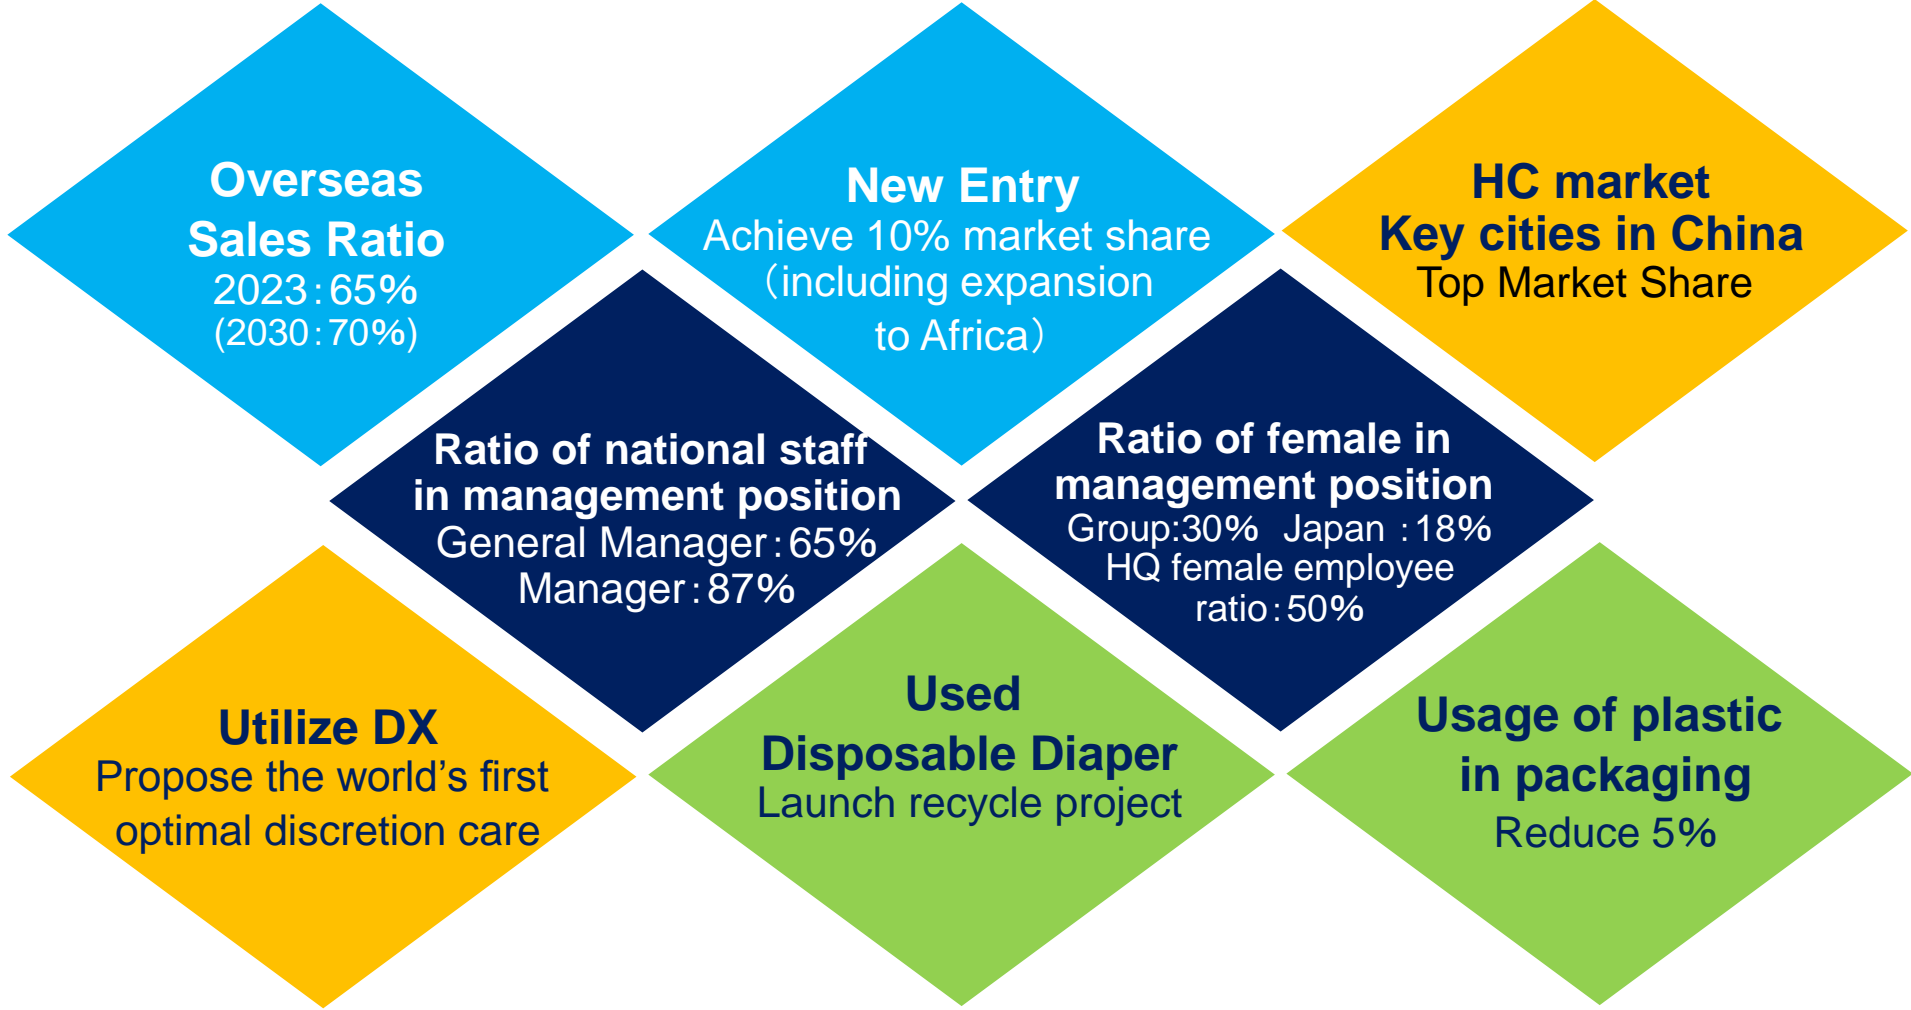 Overseas
Sales Ratio
2023：65%
(2030：70%)
New Entry
Achieve 10% market share
（including expansion
to Africa）
HC market
Key cities in China
Top Market Share
Ratio of national staff
in management position
General Manager：65%
Manager：87%
Ratio of female in
management position
Group:30% Japan ：18%
HQ female employee
ratio：50%
Utilize DX
Propose the world's first
optimal discretion care
Used
Disposable Diaper
Launch recycle project
Usage of plastic
in packaging
Reduce 5%